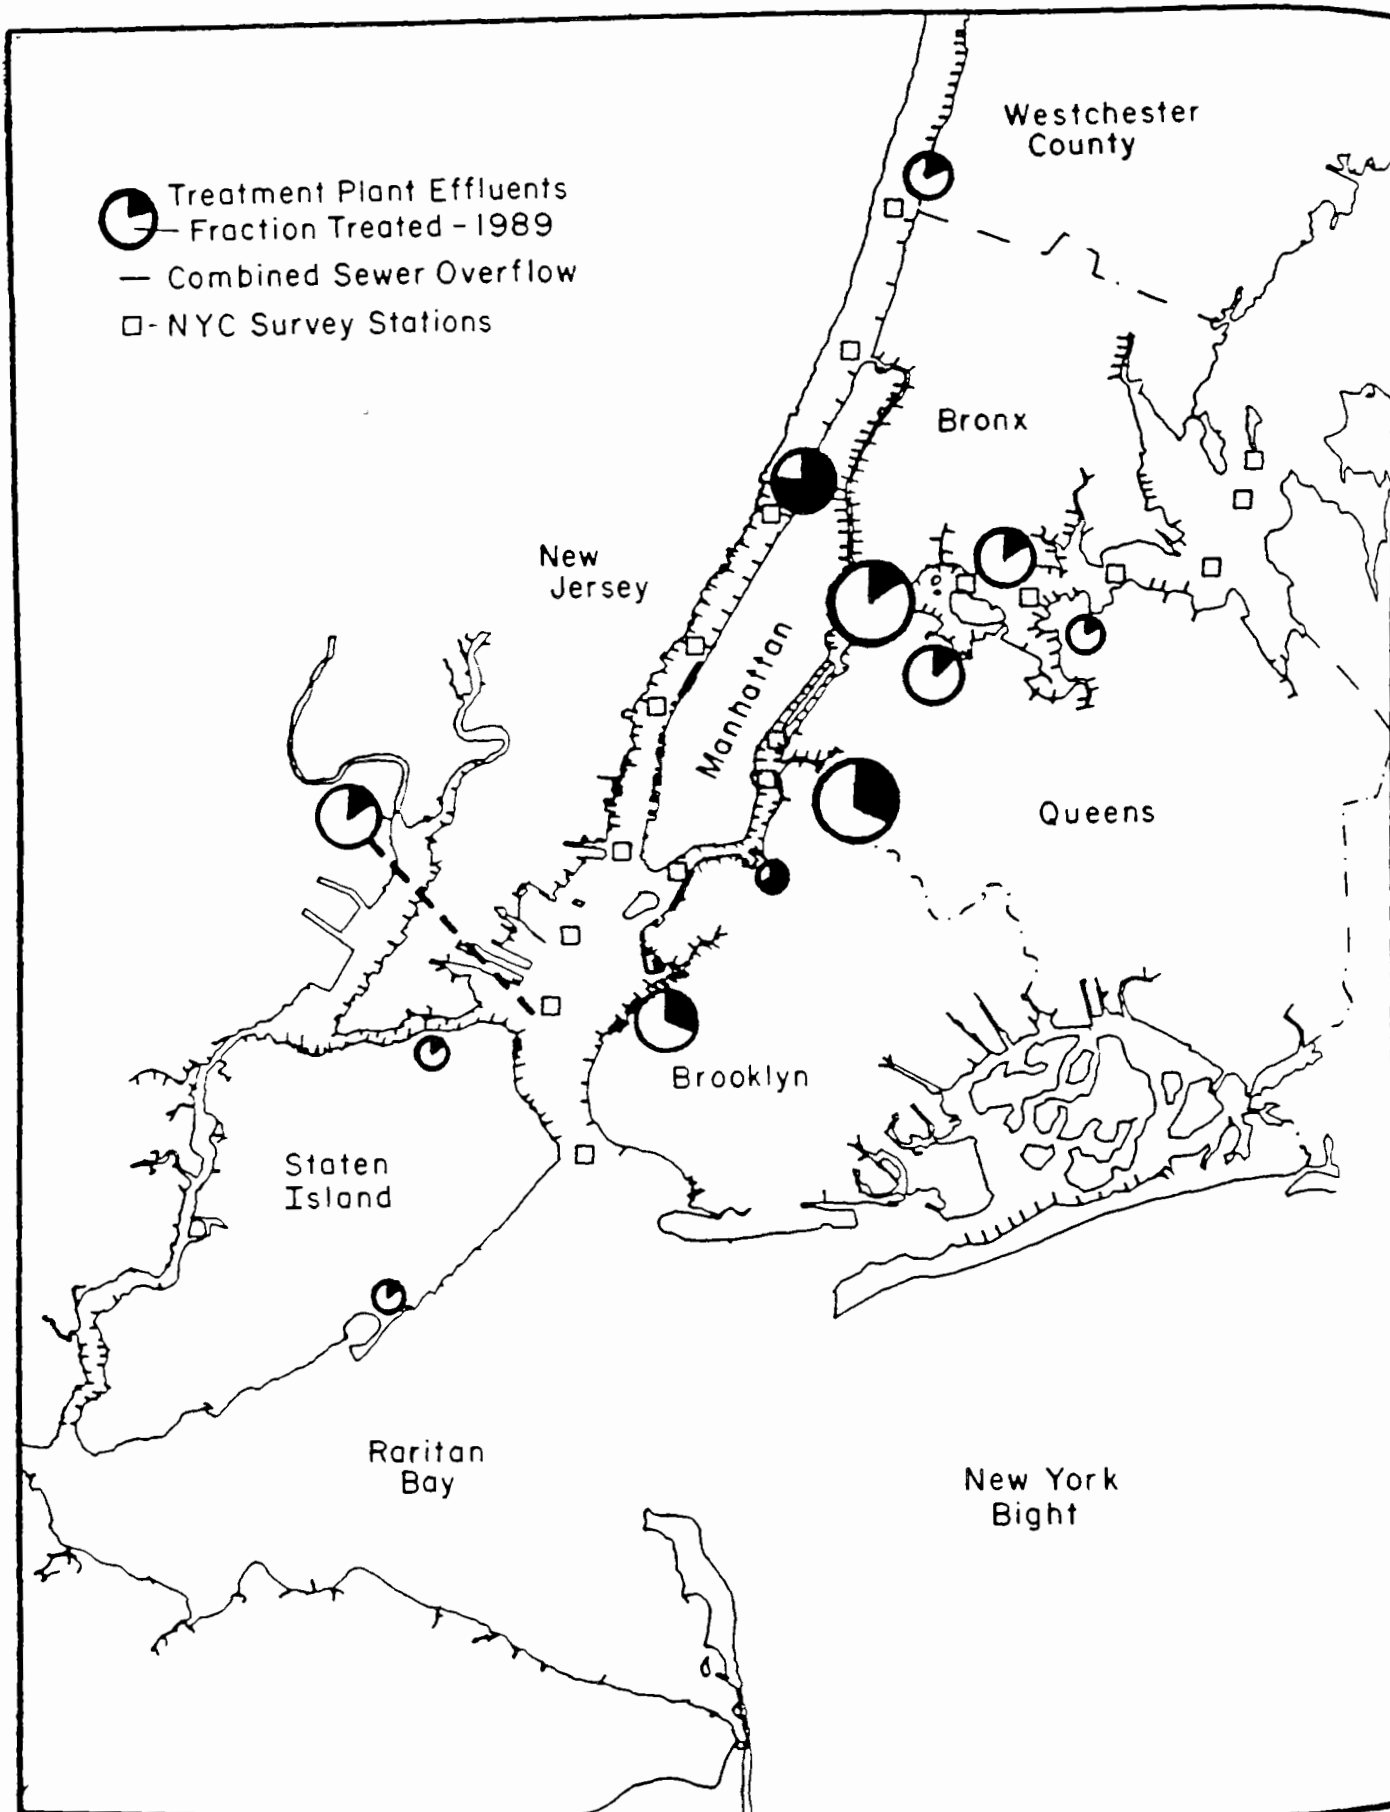 Treatment Plant Effluents
Fraction Treated - 1989
Combined Sewer Overflow
NYC Survey Stations
Westchester
County
Bronx
New
Jersey
Manhattan
Queens
Brooklyn
Staten
Island
Raritan
Bay
New York
Bight